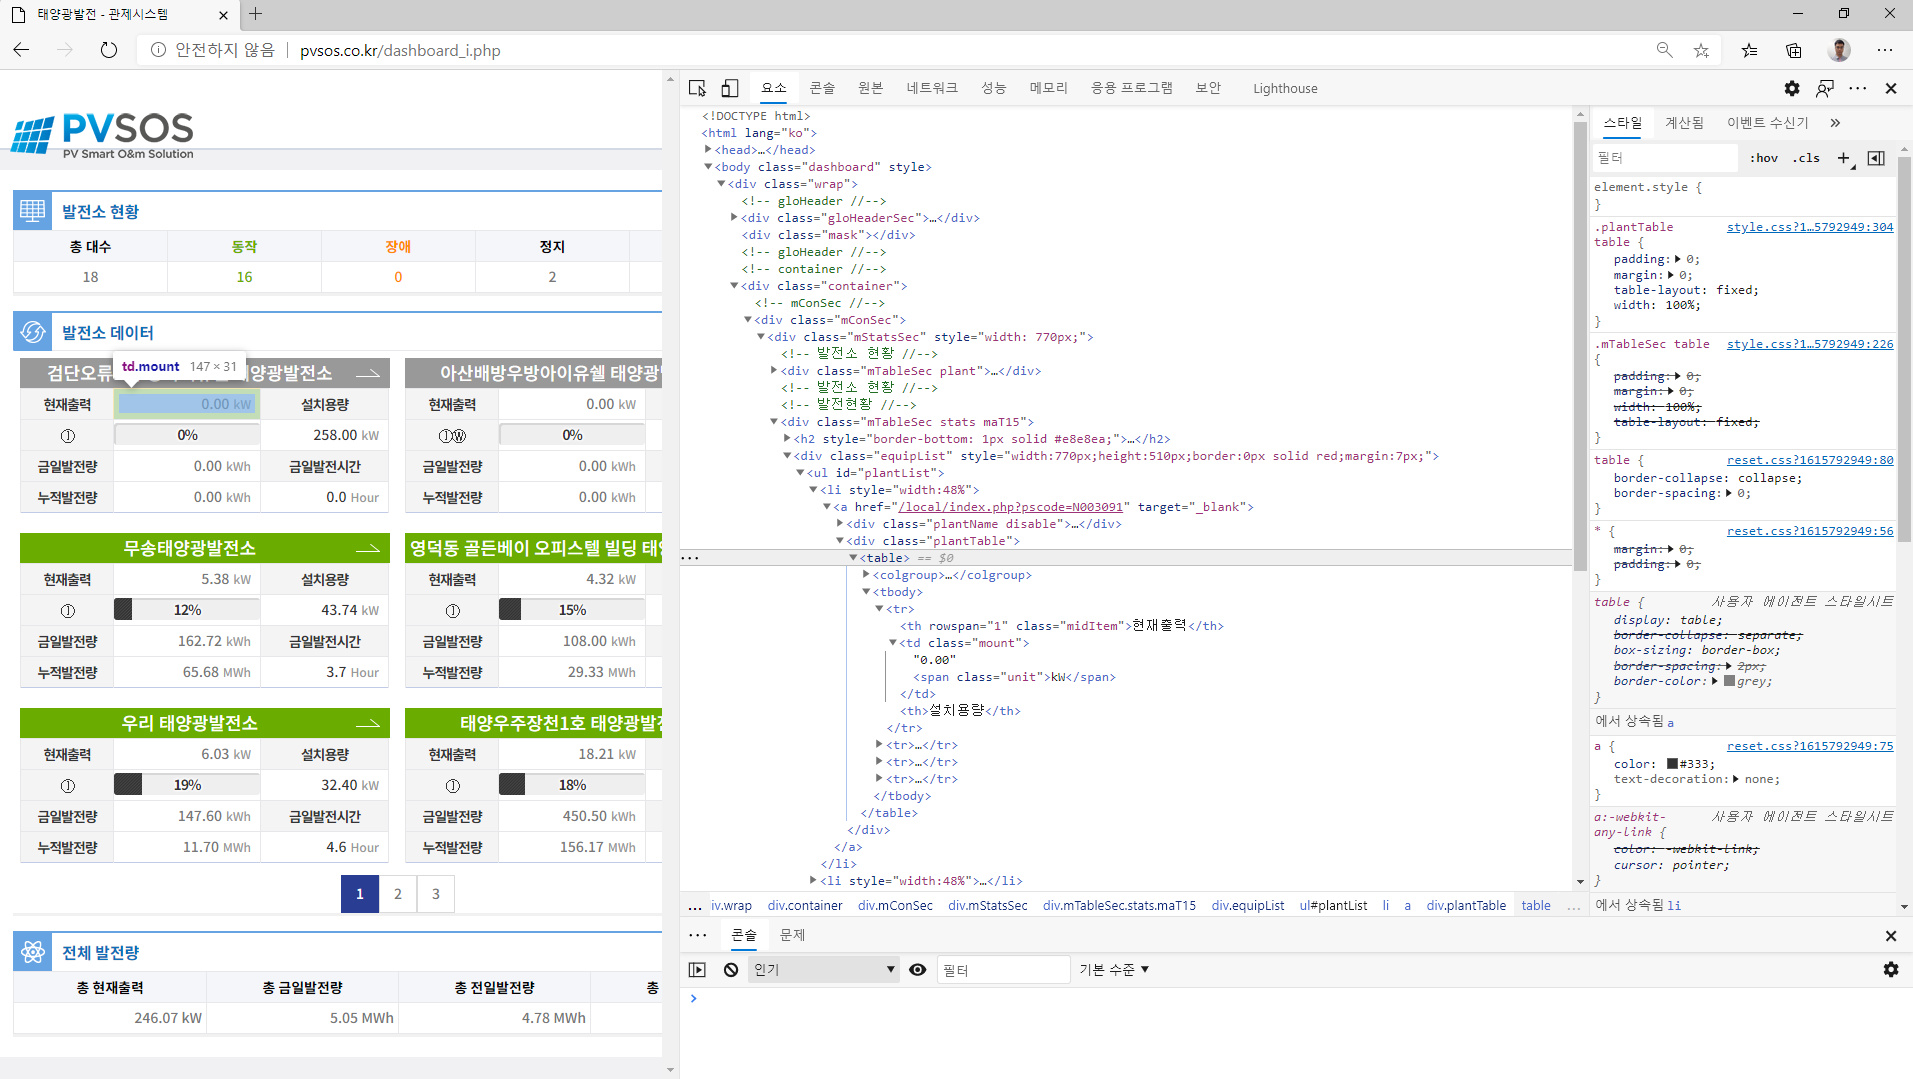 태양광발전 - 관제시스템
안전하지 않음 | pvsos.co.kr/dashboard_i.php
PVSOS
PV Smart O&m Solution
발전소 현황
총 대수 동작 장애 정지
18 16 0 2
발전소 데이터
td.mount 147 × 31
검단오류 태양광발전소
현재출력 0.00 kW 설치용량
Ⓘ 0% 258.00 kW
금일발전량 0.00 kWh 금일발전시간
누적발전량 0.00 kWh 0.0 Hour
아산배방우방아이유쉘 태양광
현재출력 0.00 kW
ⒾⓌ 0%
금일발전량 0.00 kWh
누적발전량 0.00 kWh
무송태양광발전소
현재출력 5.38 kW 설치용량
Ⓘ 12% 43.74 kW
금일발전량 162.72 kWh 금일발전시간
누적발전량 65.68 MWh 3.7 Hour
영덕동 골든베이 오피스텔 빌딩 태양
현재출력 4.32 kW
Ⓘ 15%
금일발전량 108.00 kWh
누적발전량 29.33 MWh
우리 태양광발전소
현재출력 6.03 kW 설치용량
Ⓘ 19% 32.40 kW
금일발전량 147.60 kWh 금일발전시간
누적발전량 11.70 MWh 4.6 Hour
태양우주장천1호 태양광발전
현재출력 18.21 kW
Ⓘ 18%
금일발전량 450.50 kWh
누적발전량 156.17 MWh
1 2 3
전체 발전량
총 현재출력 총 금일발전량 총 전일발전량 총
246.07 kW 5.05 MWh 4.78 MWh
요소 콘솔 원본 네트워크 성능 메모리 응용 프로그램 보안 Lighthouse
<!DOCTYPE html>
<html lang="ko">
<head>…</head>
<body class="dashboard" style>
<div class="wrap">
<!-- gloHeader //-->
<div class="gloHeaderSec">…</div>
<div class="mask"></div>
<!-- gloHeader //-->
<!-- container //-->
<div class="container">
<!-- mConSec //-->
<div class="mConSec">
<div class="mStatsSec" style="width: 770px;">
<!-- 발전소 현황 //-->
<div class="mTableSec plant">…</div>
<!-- 발전소 현황 //-->
<!-- 발전현황 //-->
<div class="mTableSec stats maT15">
<h2 style="border-bottom: 1px solid #e8e8ea;">…</h2>
<div class="equipList" style="width:770px;height:510px;border:0px solid red;margin:7px;">
<ul id="plantList">
<li style="width:48%">
<a href="/local/index.php?pscode=N003091" target="_blank">
<div class="plantName disable">…</div>
<div class="plantTable">
… <table> == $0
<colgroup>…</colgroup>
<tbody>
<tr>
<th rowspan="1" class="midItem">현재출력</th>
<td class="mount">
"0.00"
<span class="unit">kW</span>
</td>
<th>설치용량</th>
</tr>
<tr>…</tr>
<tr>…</tr>
<tr>…</tr>
</tbody>
</table>
</div>
</a>
</li>
<li style="width:48%">…</li>
… iv.wrap div.container div.mConSec div.mStatsSec div.mTableSec.stats.maT15 div.equipList ul#plantList li a div.plantTable table …
스타일 계산됨 이벤트 수신기 »
필터 :hov .cls +
element.style {
}
.plantTable style.css?1…5792949:304
table {
padding: 0;
margin: 0;
table-layout: fixed;
width: 100%;
}
.mTableSec table style.css?1…5792949:226
{
padding: 0;
margin: 0;
width: 100%;
table-layout: fixed;
}
table { reset.css?1615792949:80
border-collapse: collapse;
border-spacing: 0;
}
* { reset.css?1615792949:56
margin: 0;
padding: 0;
}
table { 사용자 에이전트 스타일시트
display: table;
border-collapse: separate;
box-sizing: border-box;
border-spacing: 2px;
border-color: grey;
}
에서 상속됨 a
a { reset.css?1615792949:75
color: #333;
text-decoration: none;
}
a:-webkit- 사용자 에이전트 스타일시트
any-link {
color: -webkit-link;
cursor: pointer;
}
에서 상속됨 li
콘솔 문제
인기 필터 기본 수준